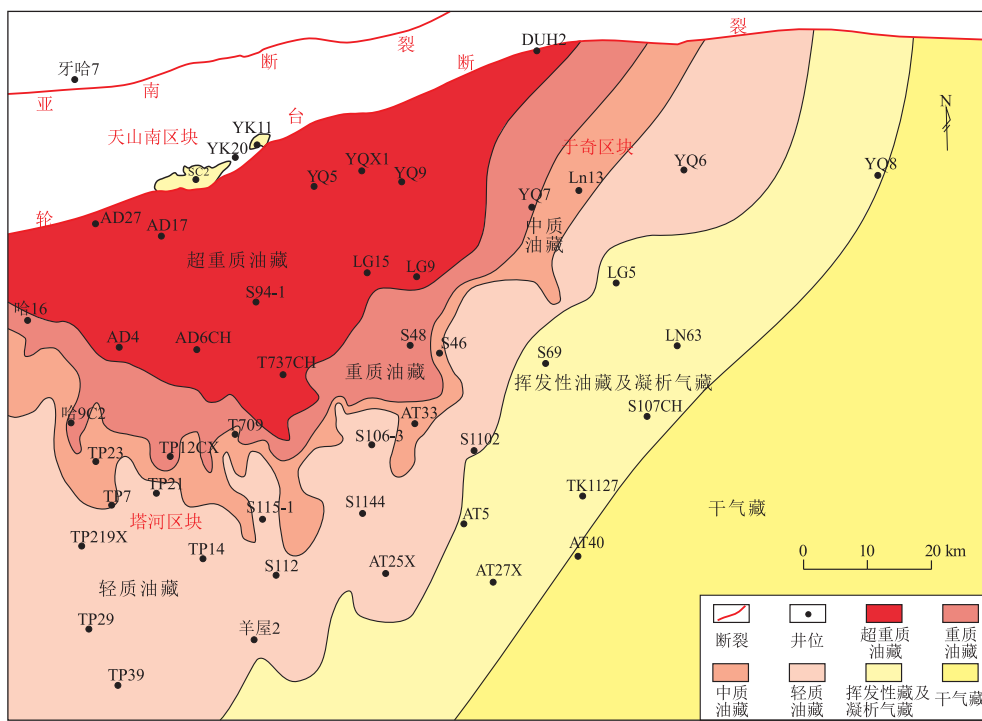 裂
裂
DUH2
断
断
牙哈7
南
亚
台
N
YK11
天山南区块
于奇区块
YK20
YQX1
YQ6
YQ8
SC2
YQ5
YQ9
Ln13
YQ7
轮
AD27
AD17
中质
油藏
超重质油藏
LG15
LG9
LG5
S94-1
哈16
AD4
AD6CH
S48
S46
LN63
T737CH
重质油藏
S69
挥发性油藏及凝析气藏
S107CH
哈9C2
AT33
T709
S106-3
S1102
TP23
TP12CX
TP21
TK1127
TP7
S115-1
S1144
干气藏
塔河区块
AT5
TP219X
TP14
AT40
0
10
20 km
S112
AT25X
AT27X
轻质油藏
TP29
羊屋2
断裂
井位
超重质
油藏
重质
油藏
TP39
中质
油藏
轻质
油藏
挥发性藏及
凝析气藏
干气藏